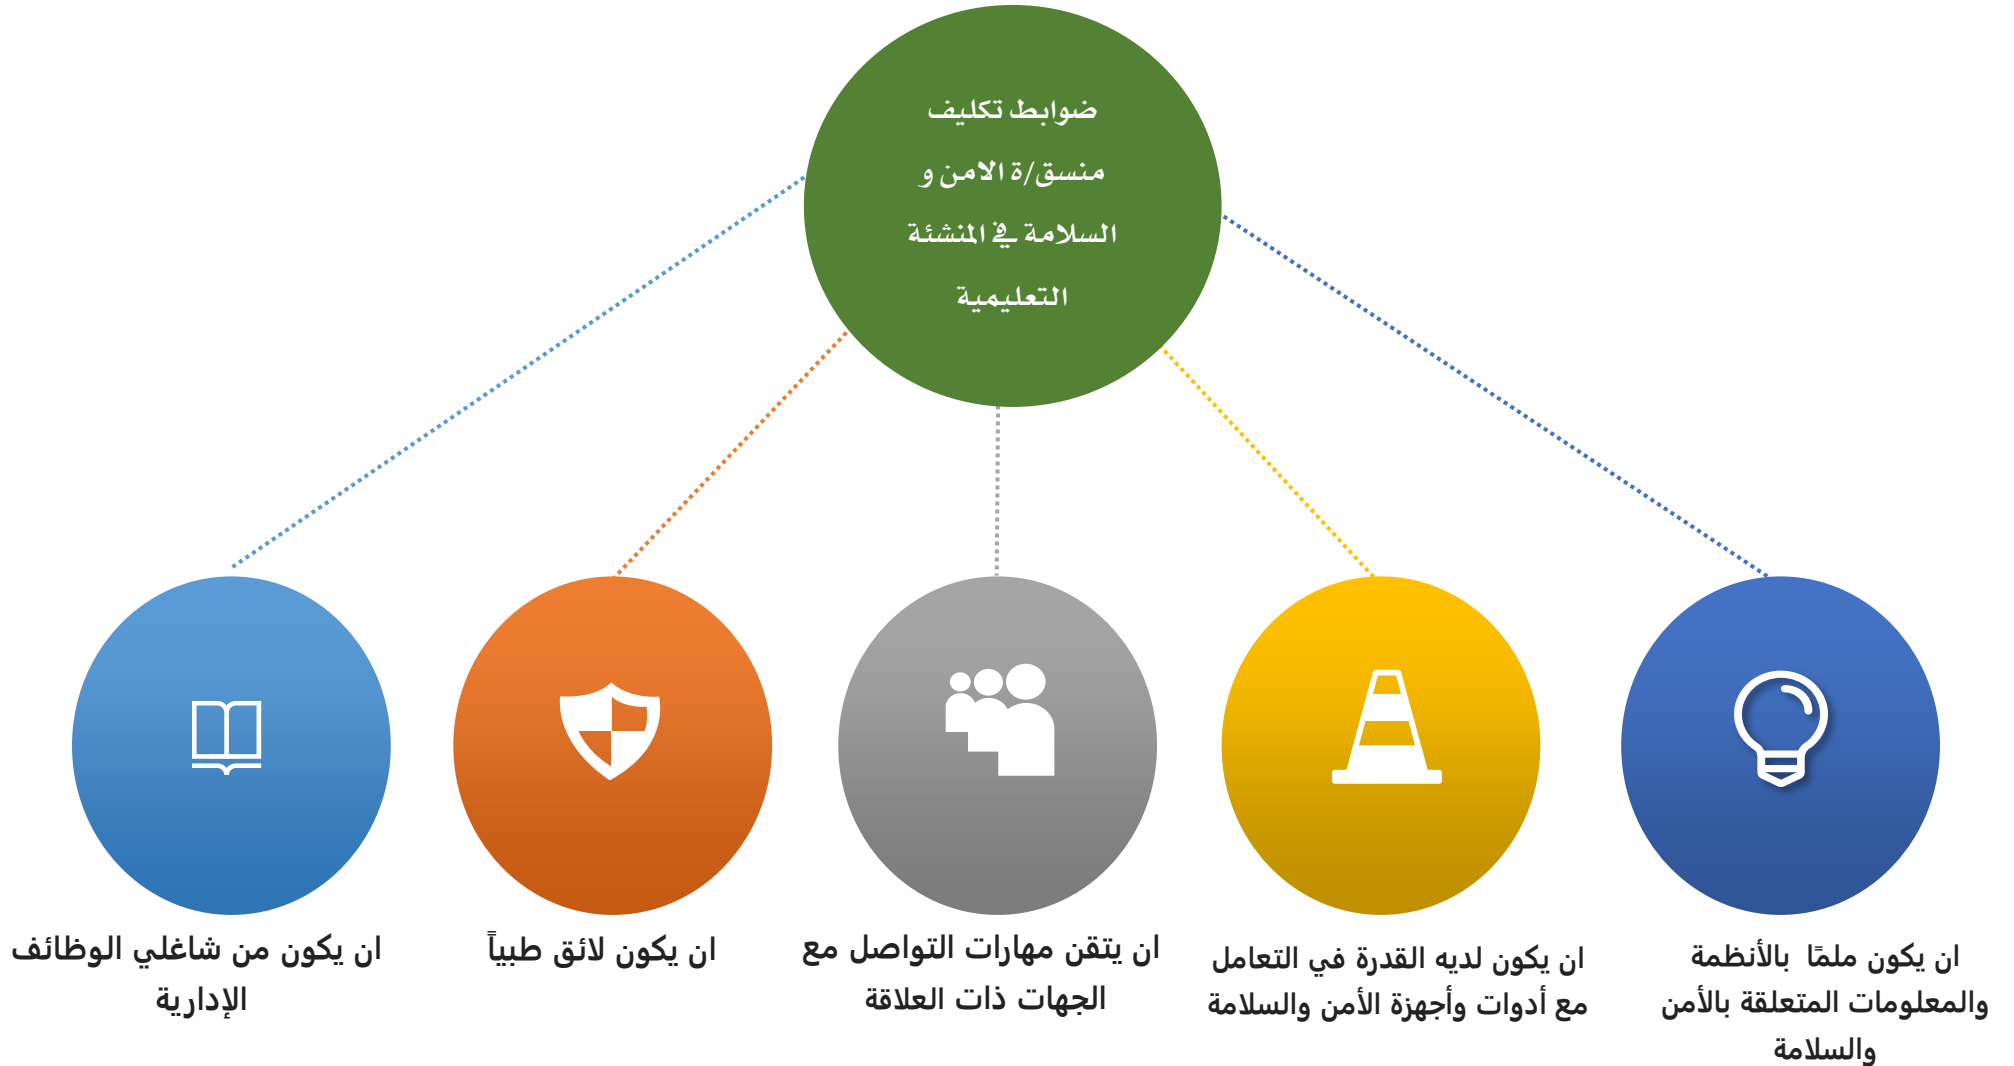 ضوابط تكليف
منسق/ة الامن و
السلامة في المنشئة
التعليمية
ان يكون ملمًا بالأنظمة
والمعلومات المتعلقة بالأمن
والسلامة
ان يكون لديه القدرة في التعامل
مع أدوات وأجهزة الأمن والسلامة
ان يتقن مهارات التواصل مع
الجهات ذات العلاقة
ان يكون لائق طبياً
ان يكون من شاغلي الوظائف
الإدارية